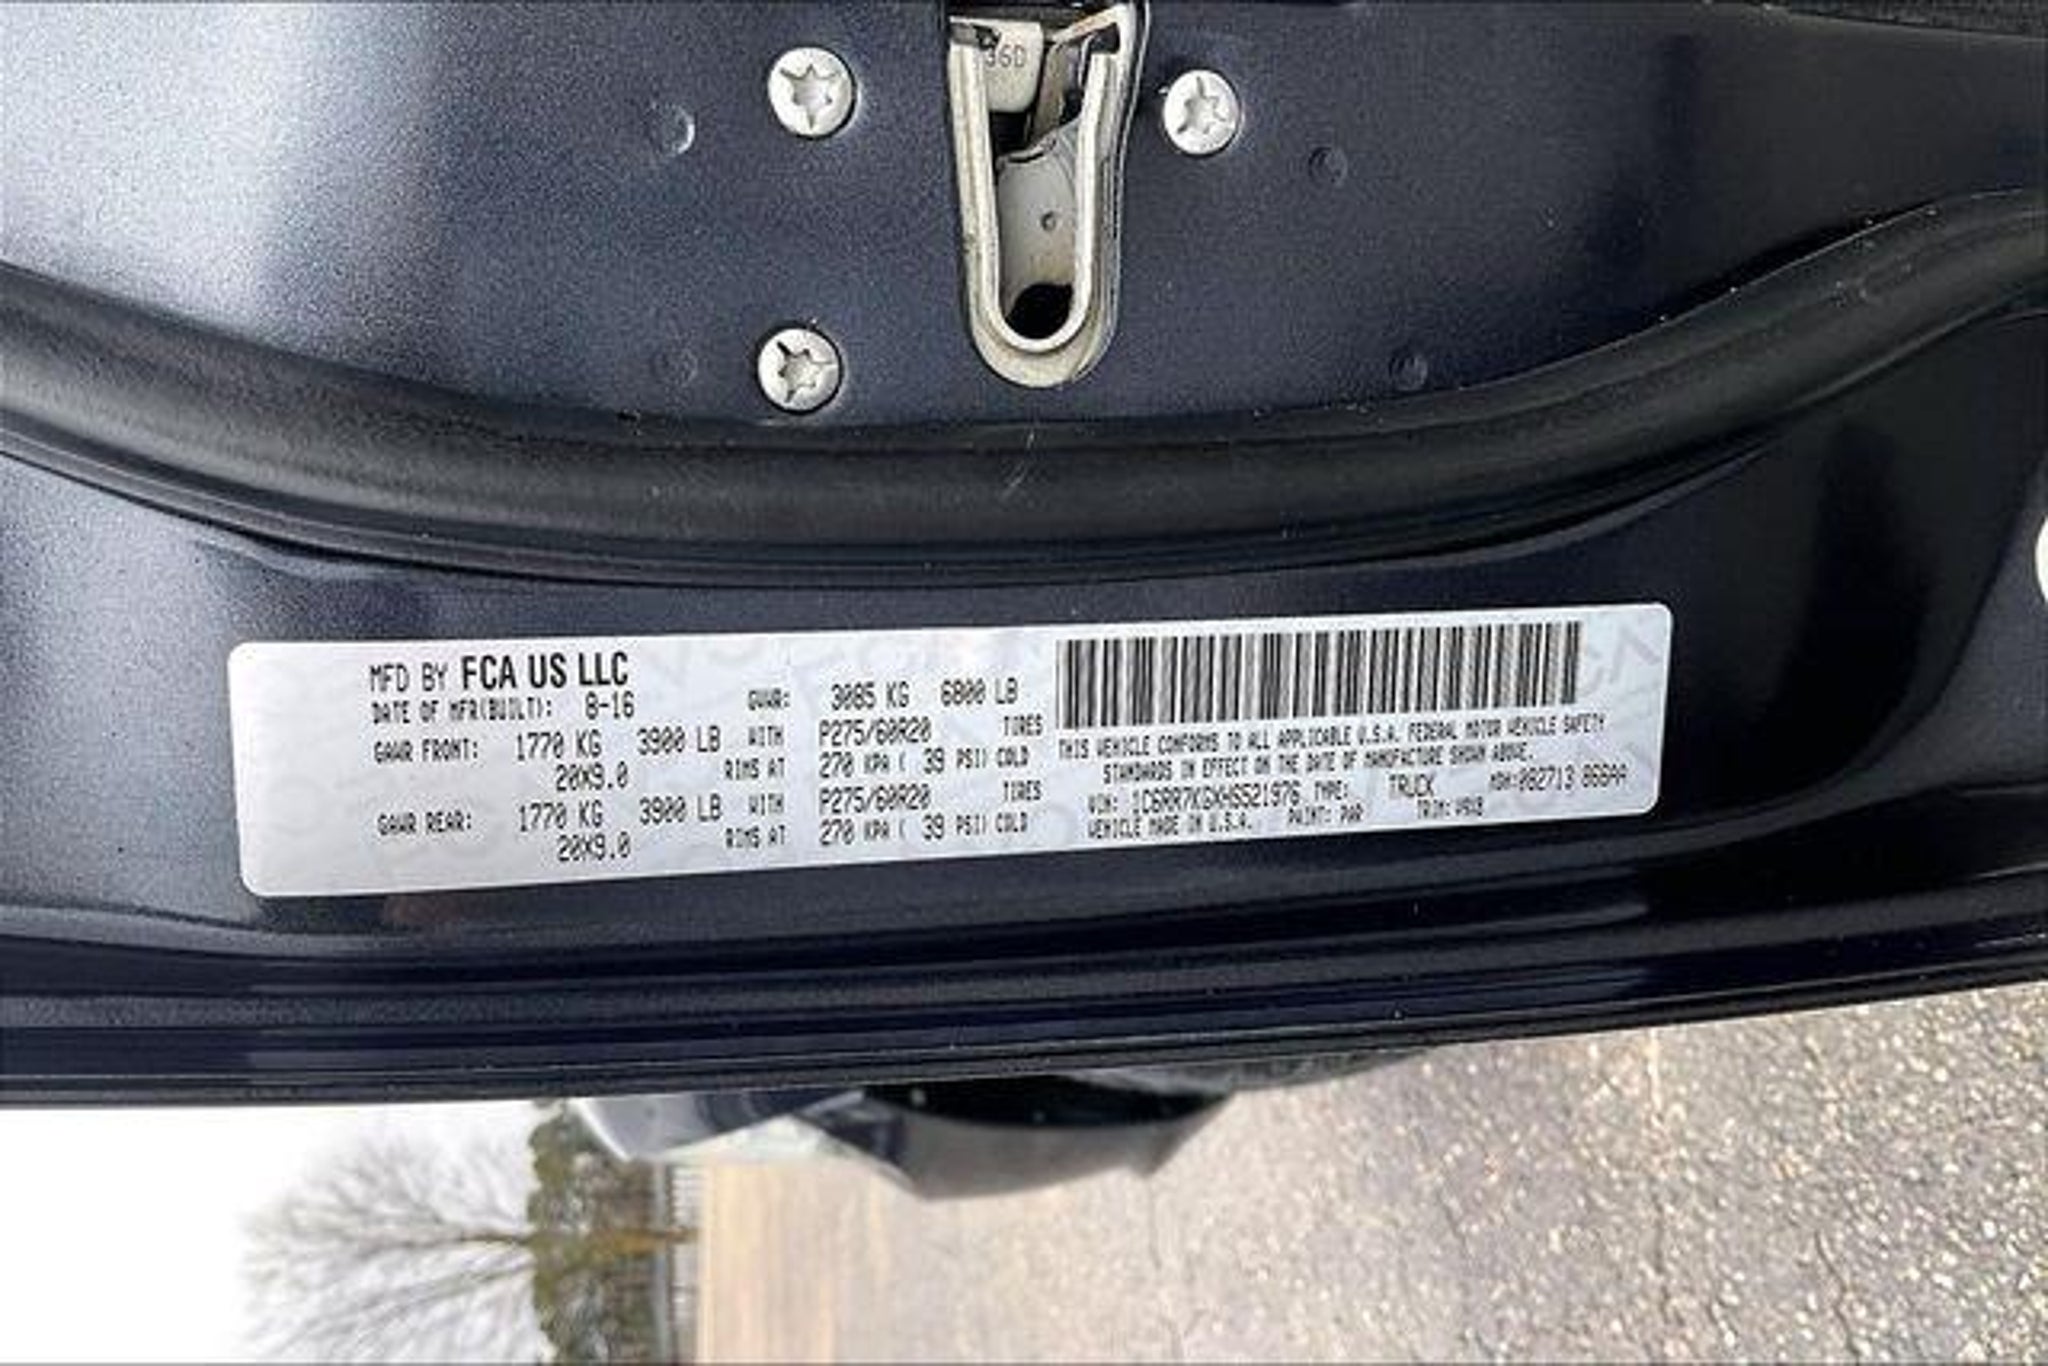 36D
MFD BY FCA US LLC
DATE OF MFR(BUILT): 8-16 GVWR: 3085 KG 6800 LB
GAWR FRONT: 1770 KG 3900 LB WITH P275/60R20 TIRES
20X9.0 RIMS AT 270 KPA ( 39 PSI) COLD
GAWR REAR: 1770 KG 3900 LB WITH P275/60R20 TIRES
20X9.0 RIMS AT 270 KPA ( 39 PSI) COLD
THIS VEHICLE CONFORMS TO ALL APPLICABLE U.S.A. FEDERAL MOTOR VEHICLE SAFETY
STANDARDS IN EFFECT ON THE DATE OF MANUFACTURE SHOWN ABOVE.
VIN: TYPE: TRUCK MDH:082713
VEHICLE MADE IN U.S.A. PAINT: PAR TRIM: